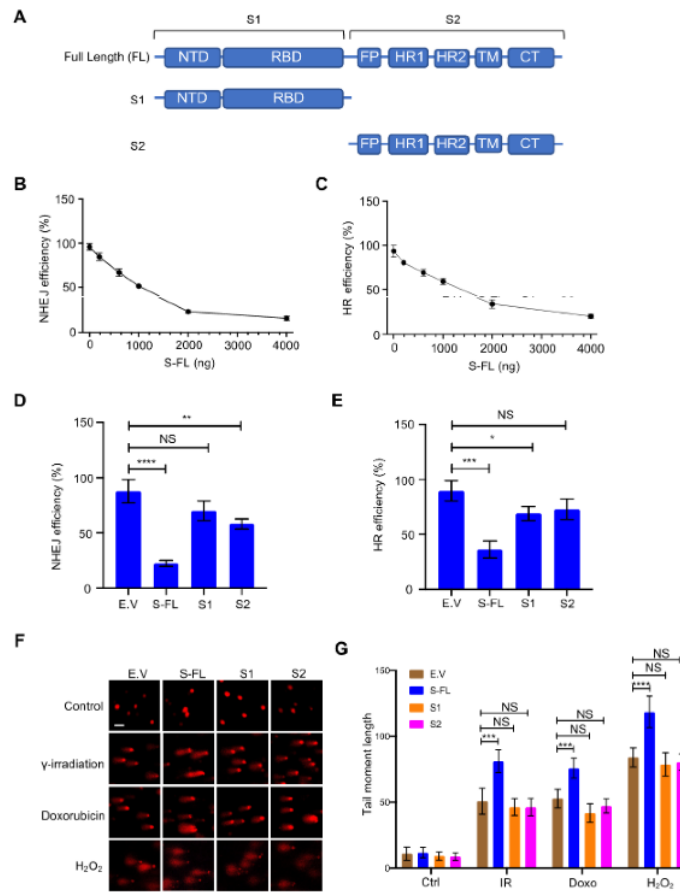 A
S1 S2
Full Length (FL) NTD RBD FP HR1 HR2 TM CT
S1 NTD RBD
S2 FP HR1 HR2 TM CT
B
150
100
50
0
NHEJ efficiency (%)
0 1000 2000 3000 4000
S-FL (ng)
C
150
100
50
0
HR efficiency (%)
0 1000 2000 3000 4000
S-FL (ng)
D
150
100
50
0
NHEJ efficiency (%)
**
NS
****
E.V S-FL S1 S2
E
150
100
50
0
HR efficiency (%)
NS
*
***
E.V S-FL S1 S2
F
E.V S-FL S1 S2
Control
γ-irradiation
Doxorubicin
H₂O₂
G
E.V
S-FL
S1
S2
150
100
50
0
Tail moment length
NS
NS
***
NS
NS
***
NS
NS
****
Ctrl IR Doxo H₂O₂